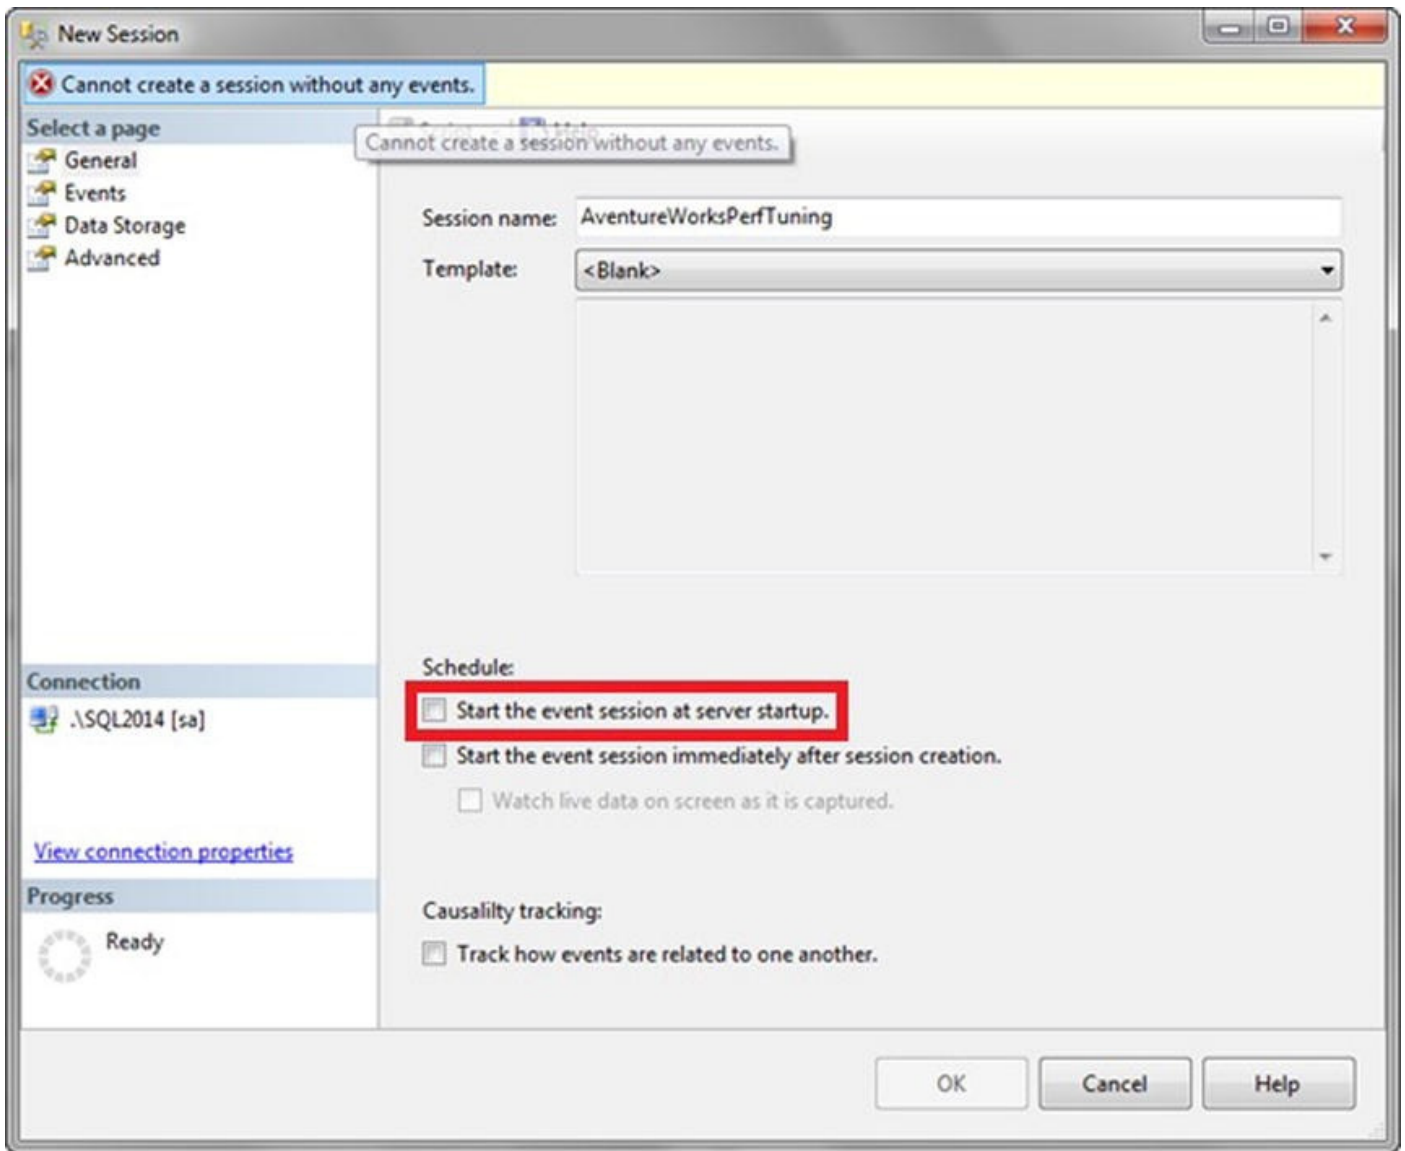 New Session
Cannot create a session without any events.
Select a page
Script Help
Cannot create a session without any events.
General
Events
Data Storage
Advanced
Session name: AventureWorksPerfTuning
Template: <Blank>
Schedule:
Start the event session at server startup.
Start the event session immediately after session creation.
Watch live data on screen as it is captured.
Connection
.\SQL2014 [sa]
View connection properties
Progress
Ready
Causalilty tracking:
Track how events are related to one another.
OK Cancel Help